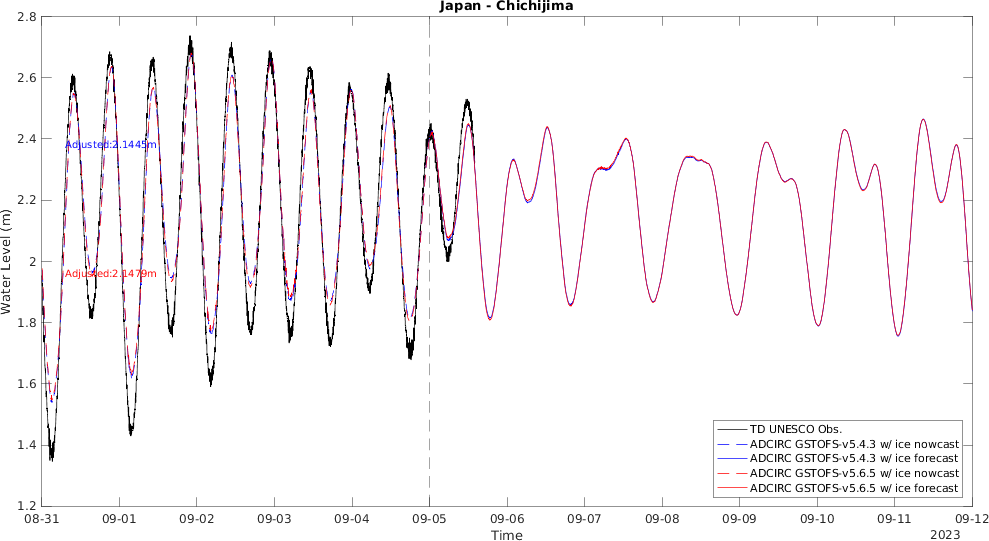 Japan - Chichijima
2.8
2.6
2.4
2.2
2
1.8
1.6
1.4
1.2
Water Level (m)
Adjusted:2.1445m
Adjusted:2.1479m
TD UNESCO Obs.
ADCIRC GSTOFS-v5.4.3 w/ ice nowcast
ADCIRC GSTOFS-v5.4.3 w/ ice forecast
ADCIRC GSTOFS-v5.6.5 w/ ice nowcast
ADCIRC GSTOFS-v5.6.5 w/ ice forecast
08-31 09-01 09-02 09-03 09-04 09-05 09-06 09-07 09-08 09-09 09-10 09-11 09-12
Time
2023